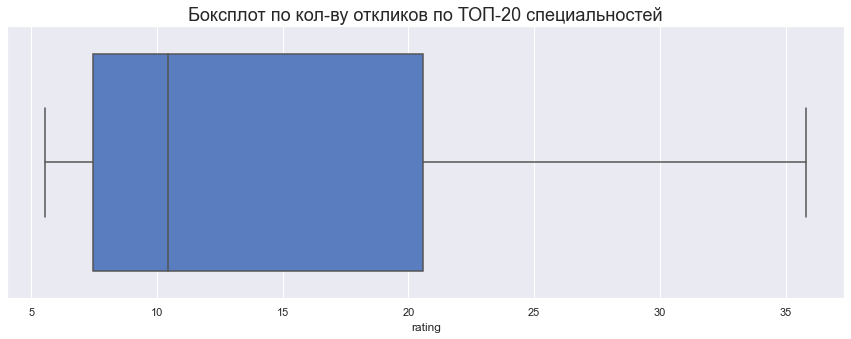 Боксплот по кол-ву откликов по ТОП-20 специальностей
5 10 15 20 25 30 35
rating